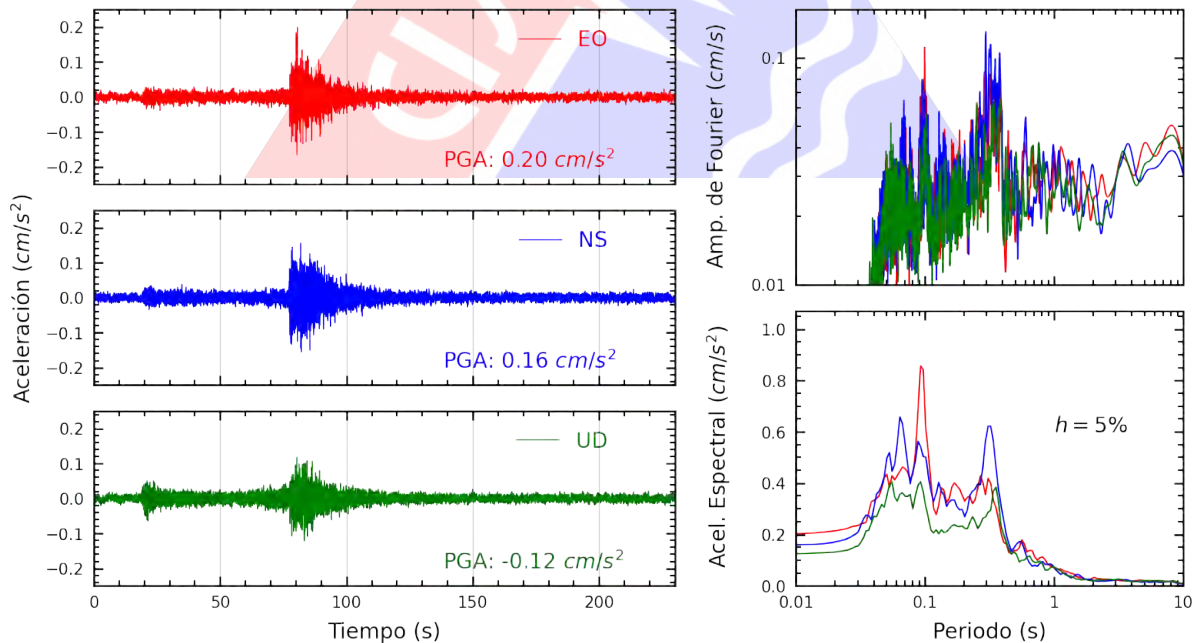 Aceleración (cm/s²)
0.2
0.1
0.0
−0.1
−0.2
EO
PGA: 0.20 cm/s²
0.2
0.1
0.0
−0.1
−0.2
NS
PGA: 0.16 cm/s²
0.2
0.1
0.0
−0.1
−0.2
UD
PGA: -0.12 cm/s²
0 50 100 150 200
Tiempo (s)
Amp. de Fourier (cm/s)
0.1
0.01
Acel. Espectral (cm/s²)
1.0
0.8
0.6
0.4
0.2
0.0
h = 5%
0.01 0.1 1 10
Periodo (s)